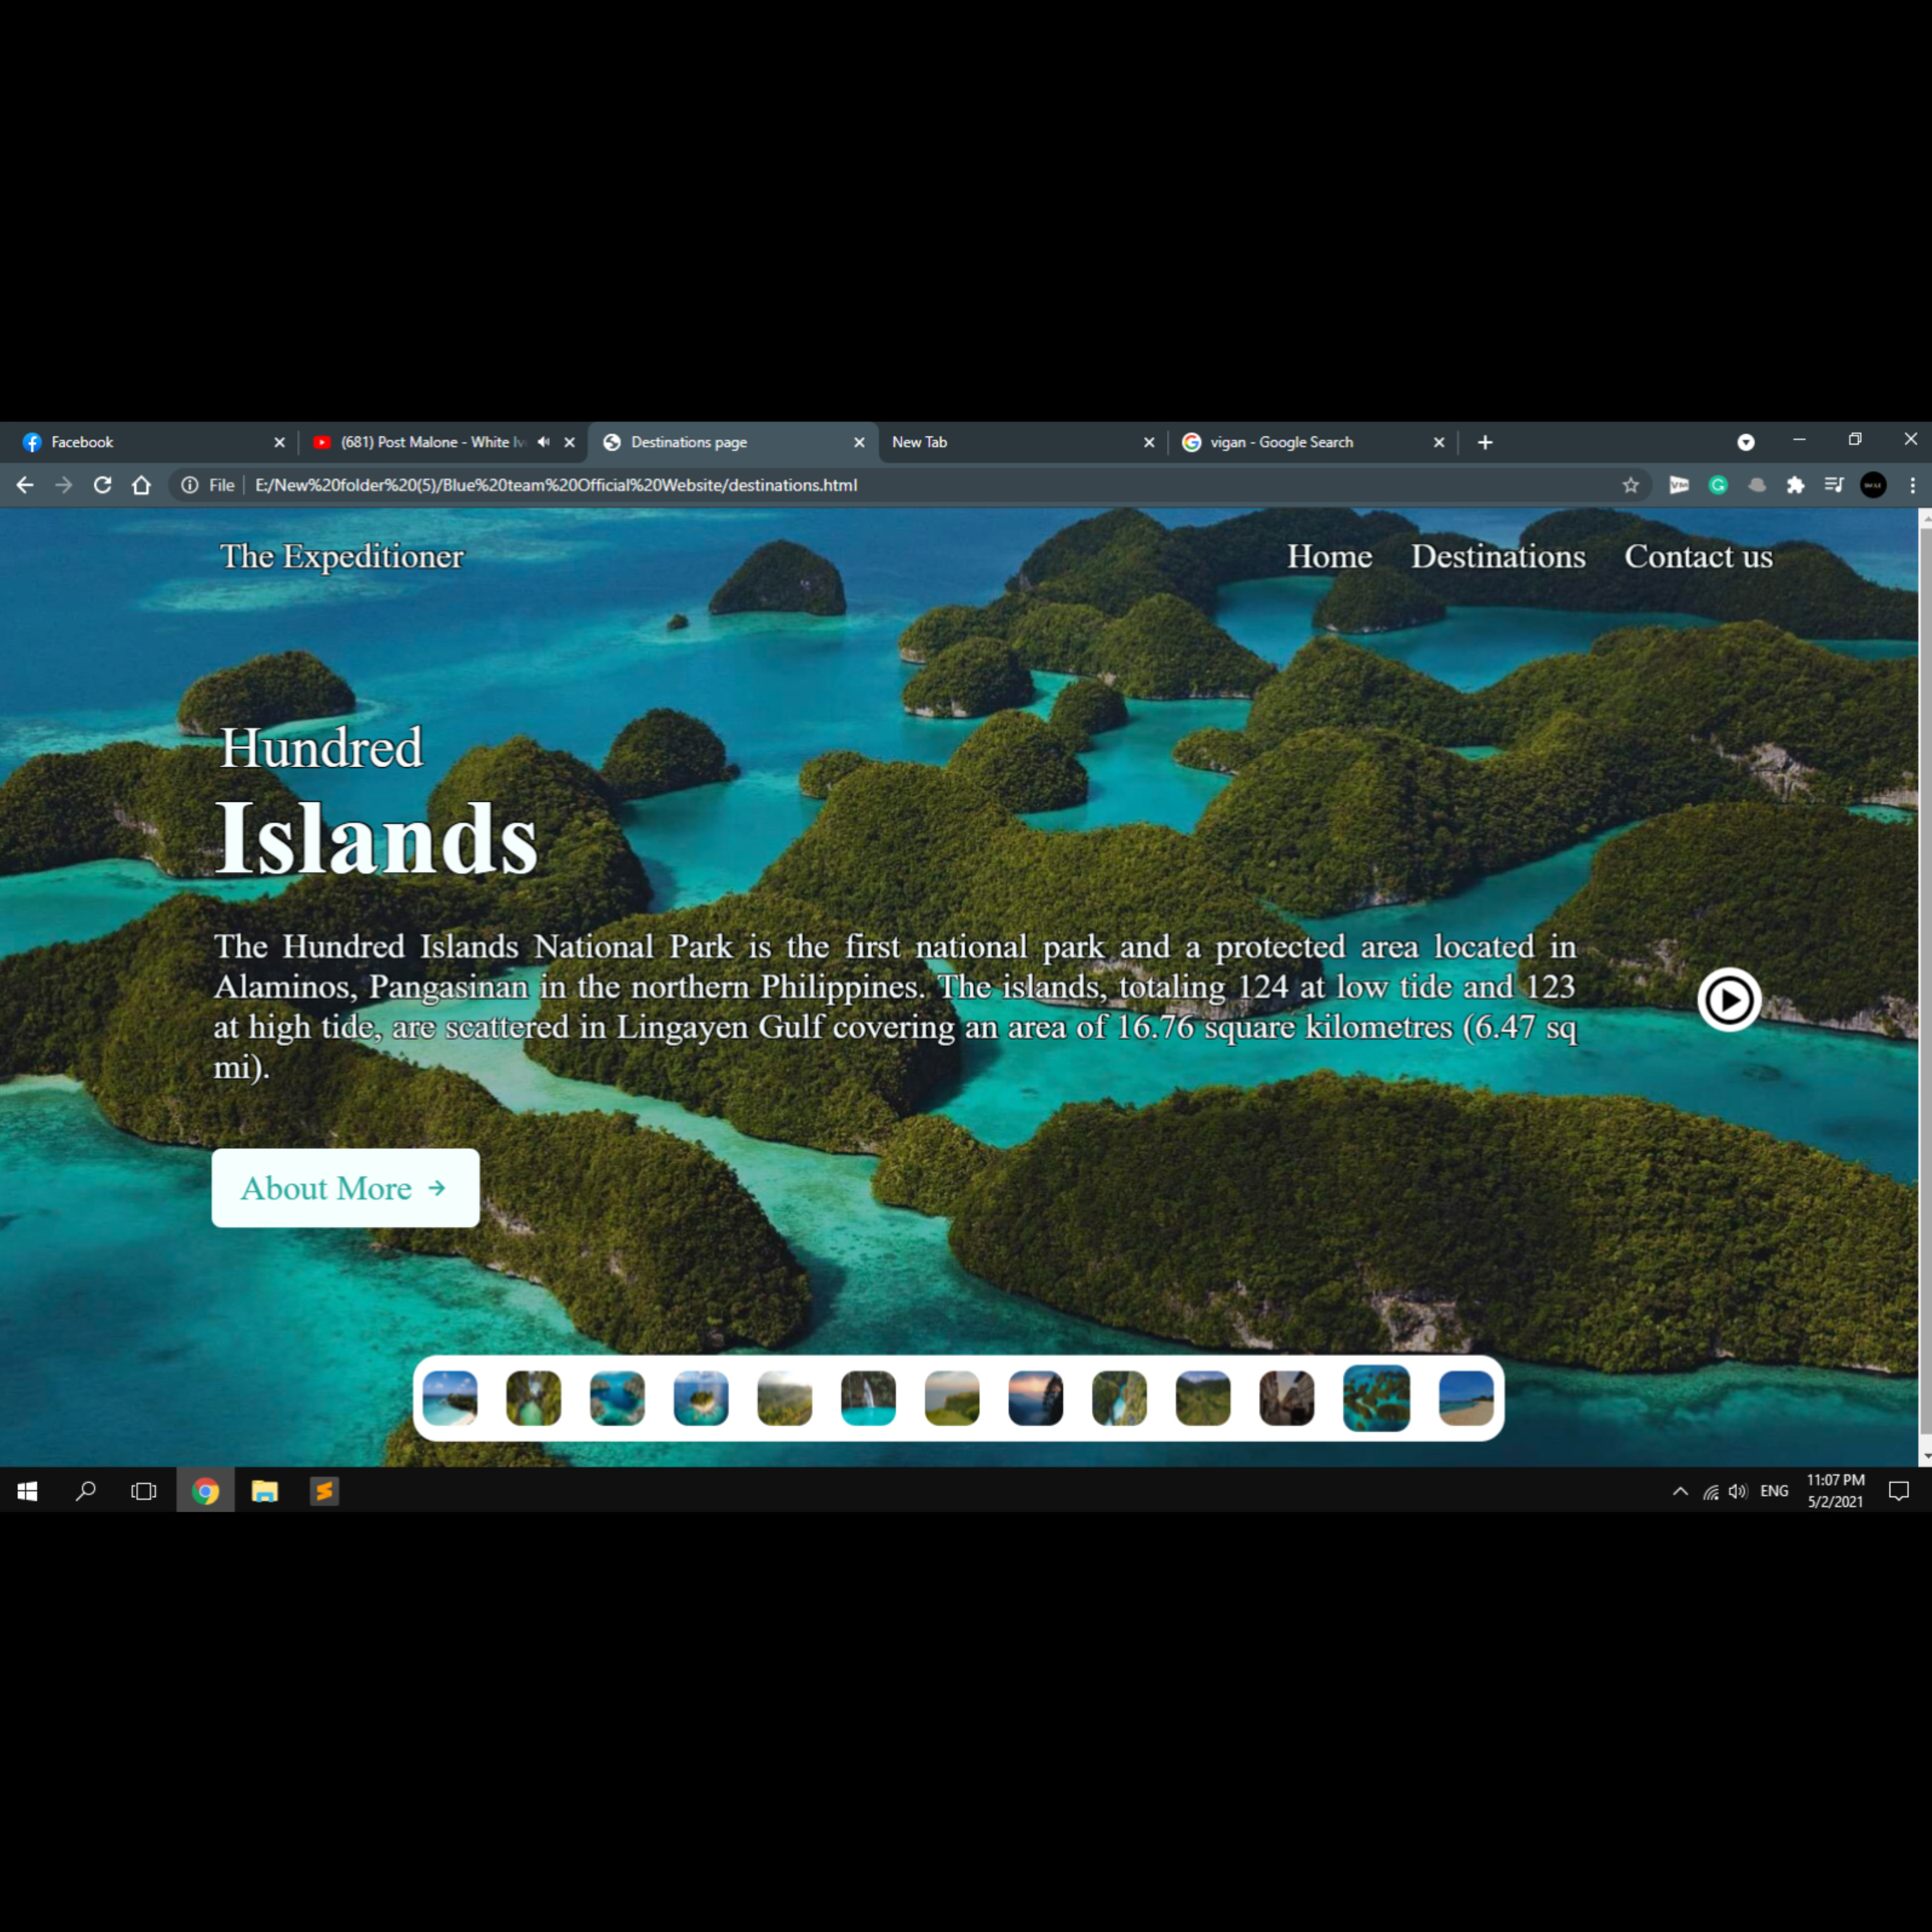 Facebook
(681) Post Malone - White Iv
Destinations page
New Tab
vigan - Google Search
File
E:/New%20folder%20(5)/Blue%20team%20Official%20Website/destinations.html
The Expeditioner
Home
Destinations
Contact us
Hundred
Islands
The Hundred Islands National Park is the first national park and a protected area located in
Alaminos, Pangasinan in the northern Philippines. The islands, totaling 124 at low tide and 123
at high tide, are scattered in Lingayen Gulf covering an area of 16.76 square kilometres (6.47 sq
mi).
About More →
ENG
11:07 PM
5/2/2021